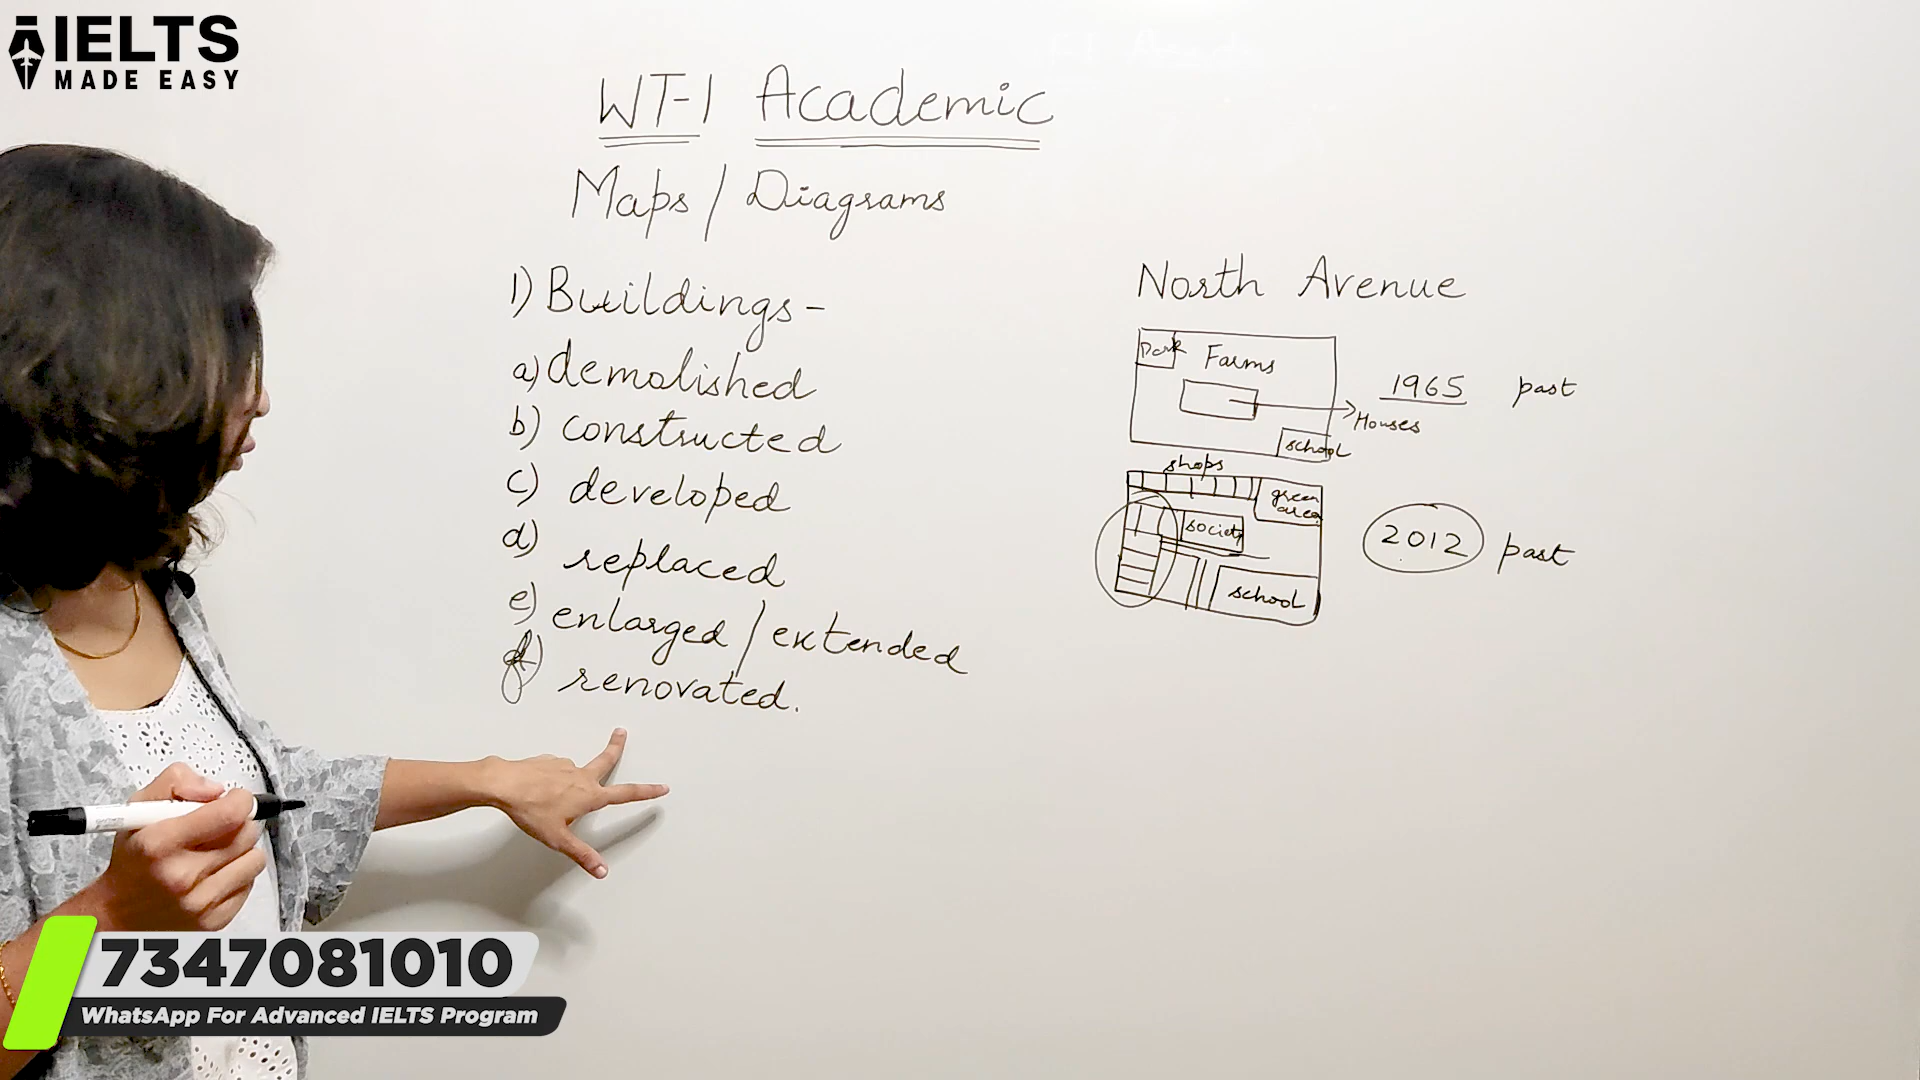 IELTS
MADE EASY
WT-1 Academic
Maps / Diagrams
1) Buildings -
a) demolished
b) constructed
c) developed
d) replaced
e) enlarged / extended
f) renovated.
North Avenue
Park
Farms
Houses
school
1965 past
shops
green
area
society
school
2012 past
7347081010
WhatsApp For Advanced IELTS Program